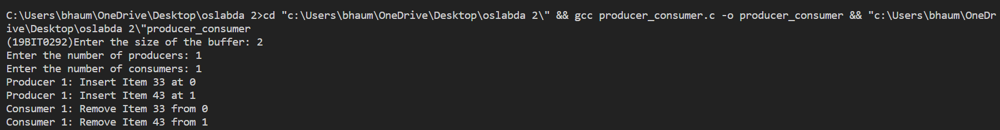 C:\Users\bhaum\OneDrive\Desktop\oslabda 2>cd "c:\Users\bhaum\OneDrive\Desktop\oslabda 2\" && gcc producer_consumer.c -o producer_consumer && "c:\Users\bhaum\OneDr
ive\Desktop\oslabda 2\"producer_consumer
(19BIT0292)Enter the size of the buffer: 2
Enter the number of producers: 1
Enter the number of consumers: 1
Producer 1: Insert Item 33 at 0
Producer 1: Insert Item 43 at 1
Consumer 1: Remove Item 33 from 0
Consumer 1: Remove Item 43 from 1